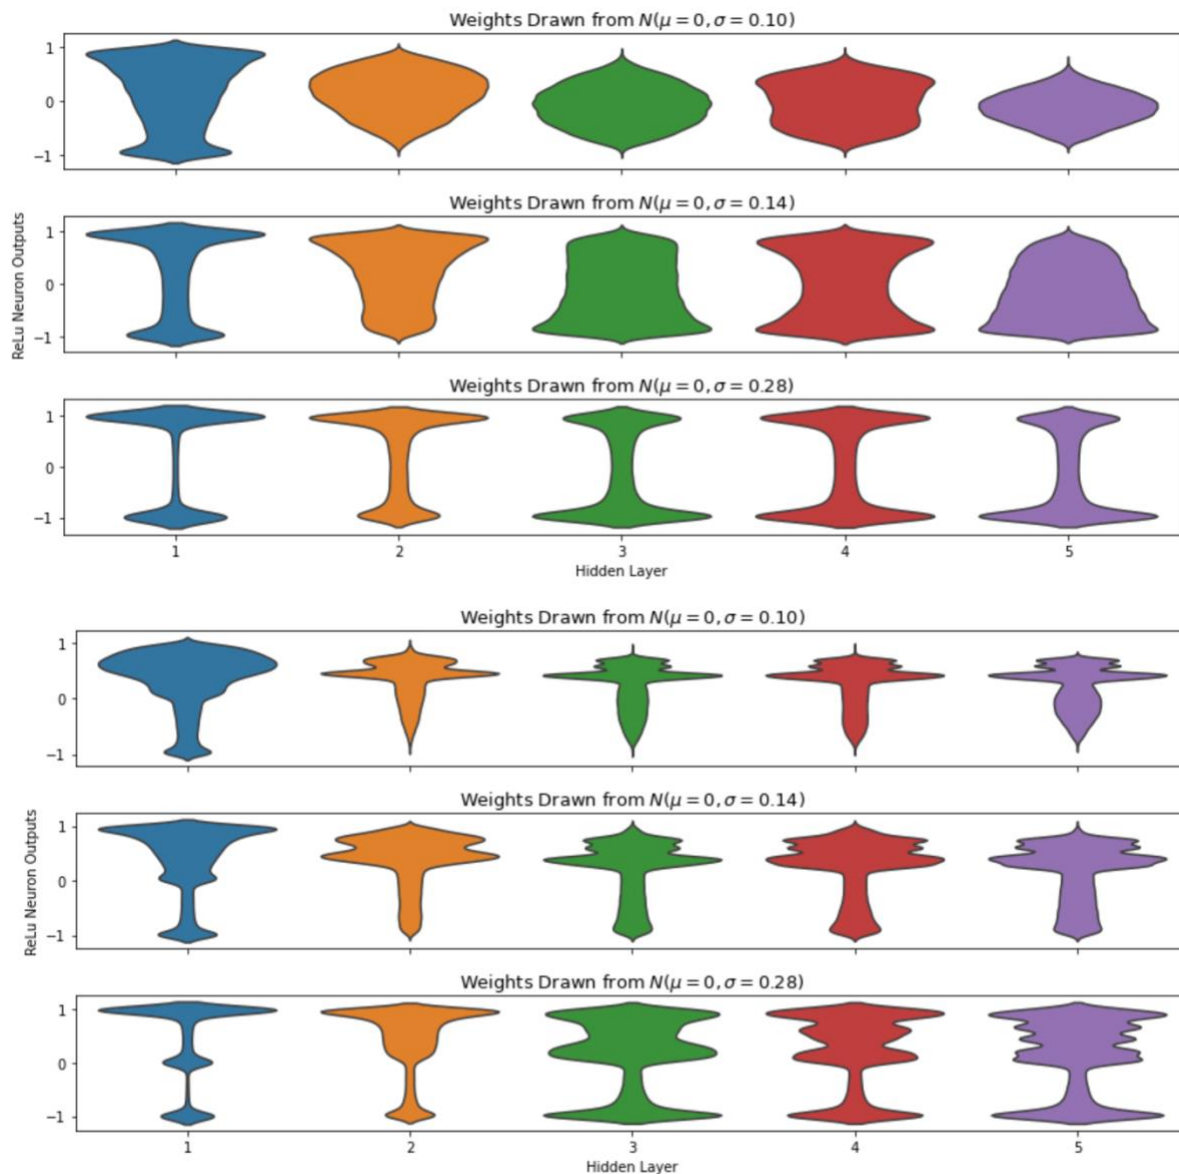 Weights Drawn from N(μ = 0, σ = 0.10)
1
0
−1
Weights Drawn from N(μ = 0, σ = 0.14)
ReLu Neuron Outputs
1
0
−1
Weights Drawn from N(μ = 0, σ = 0.28)
1
0
−1
1 2 3 4 5
Hidden Layer
Weights Drawn from N(μ = 0, σ = 0.10)
1
0
−1
Weights Drawn from N(μ = 0, σ = 0.14)
ReLu Neuron Outputs
1
0
−1
Weights Drawn from N(μ = 0, σ = 0.28)
1
0
−1
1 2 3 4 5
Hidden Layer